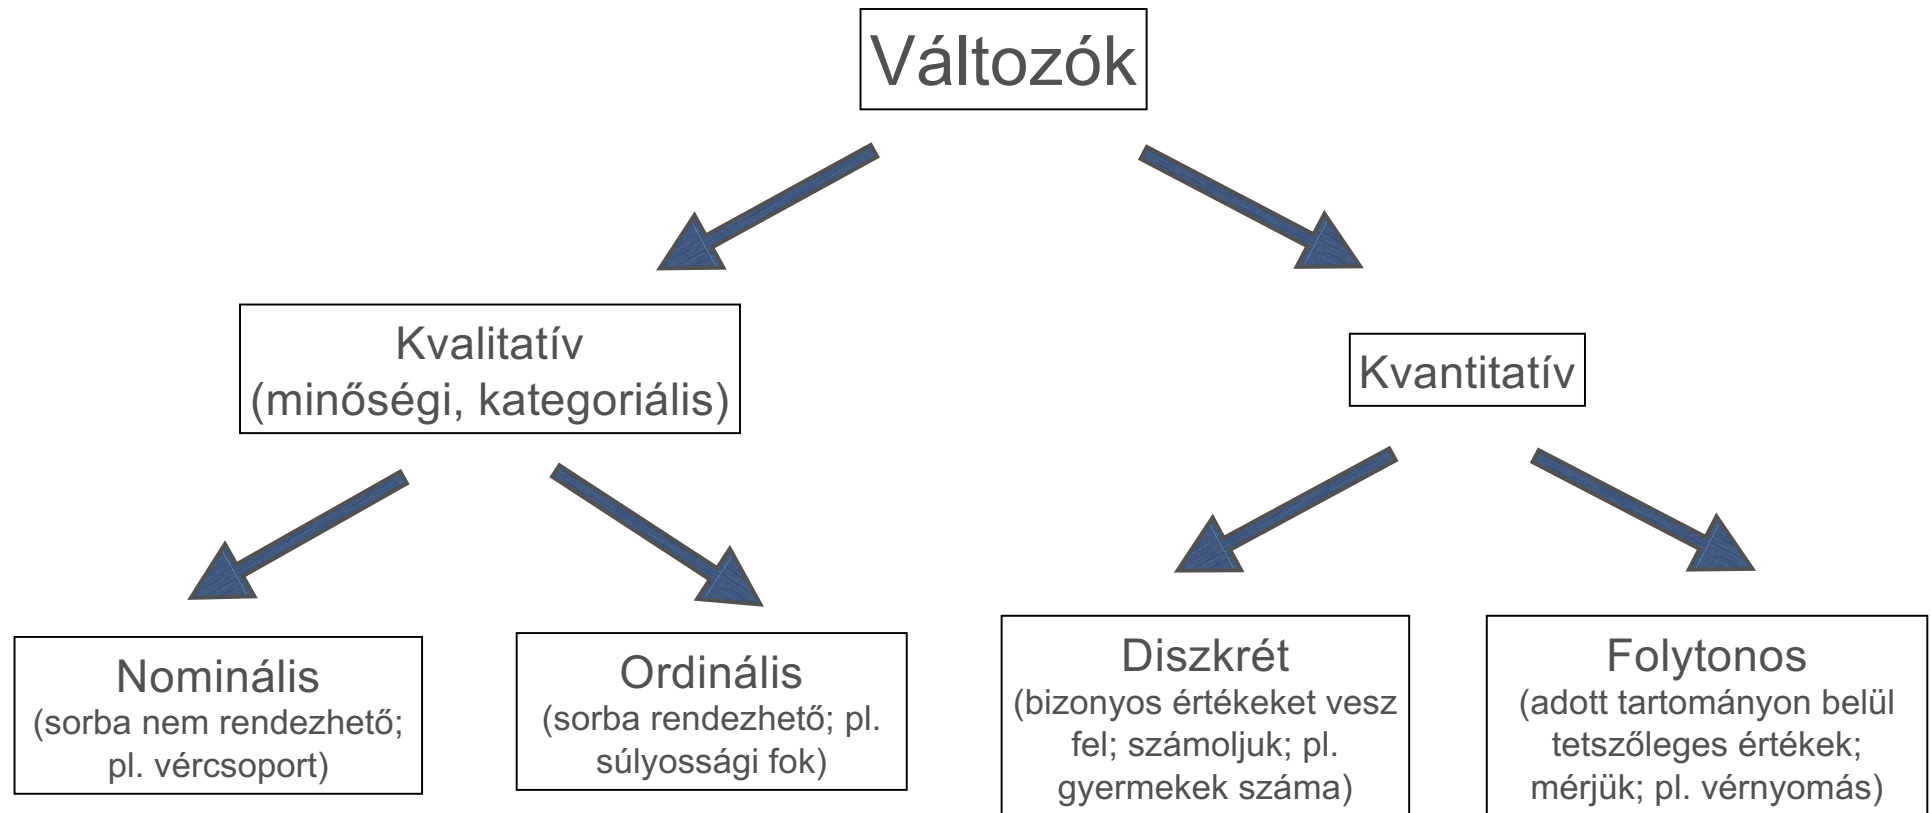 Változók
Kvalitatív
(minőségi, kategoriális)
Kvantitatív
Nominális
(sorba nem rendezhető;
pl. vércsoport)
Ordinális
(sorba rendezhető; pl.
súlyossági fok)
Diszkrét
(bizonyos értékeket vesz
fel; számoljuk; pl.
gyermekek száma)
Folytonos
(adott tartományon belül
tetszőleges értékek;
mérjük; pl. vérnyomás)